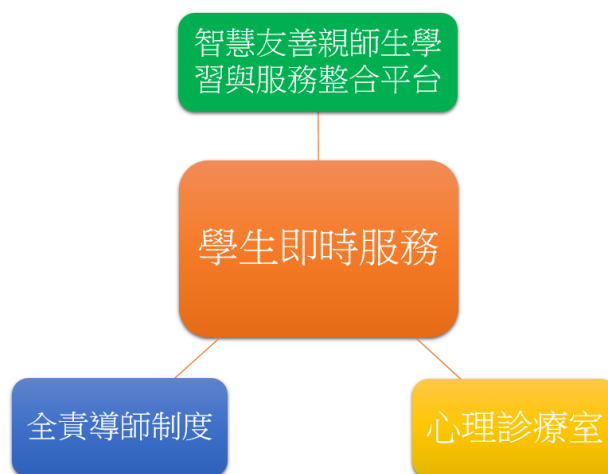 智慧友善親師生學
習與服務整合平台
學生即時服務
全責導師制度
心理診療室